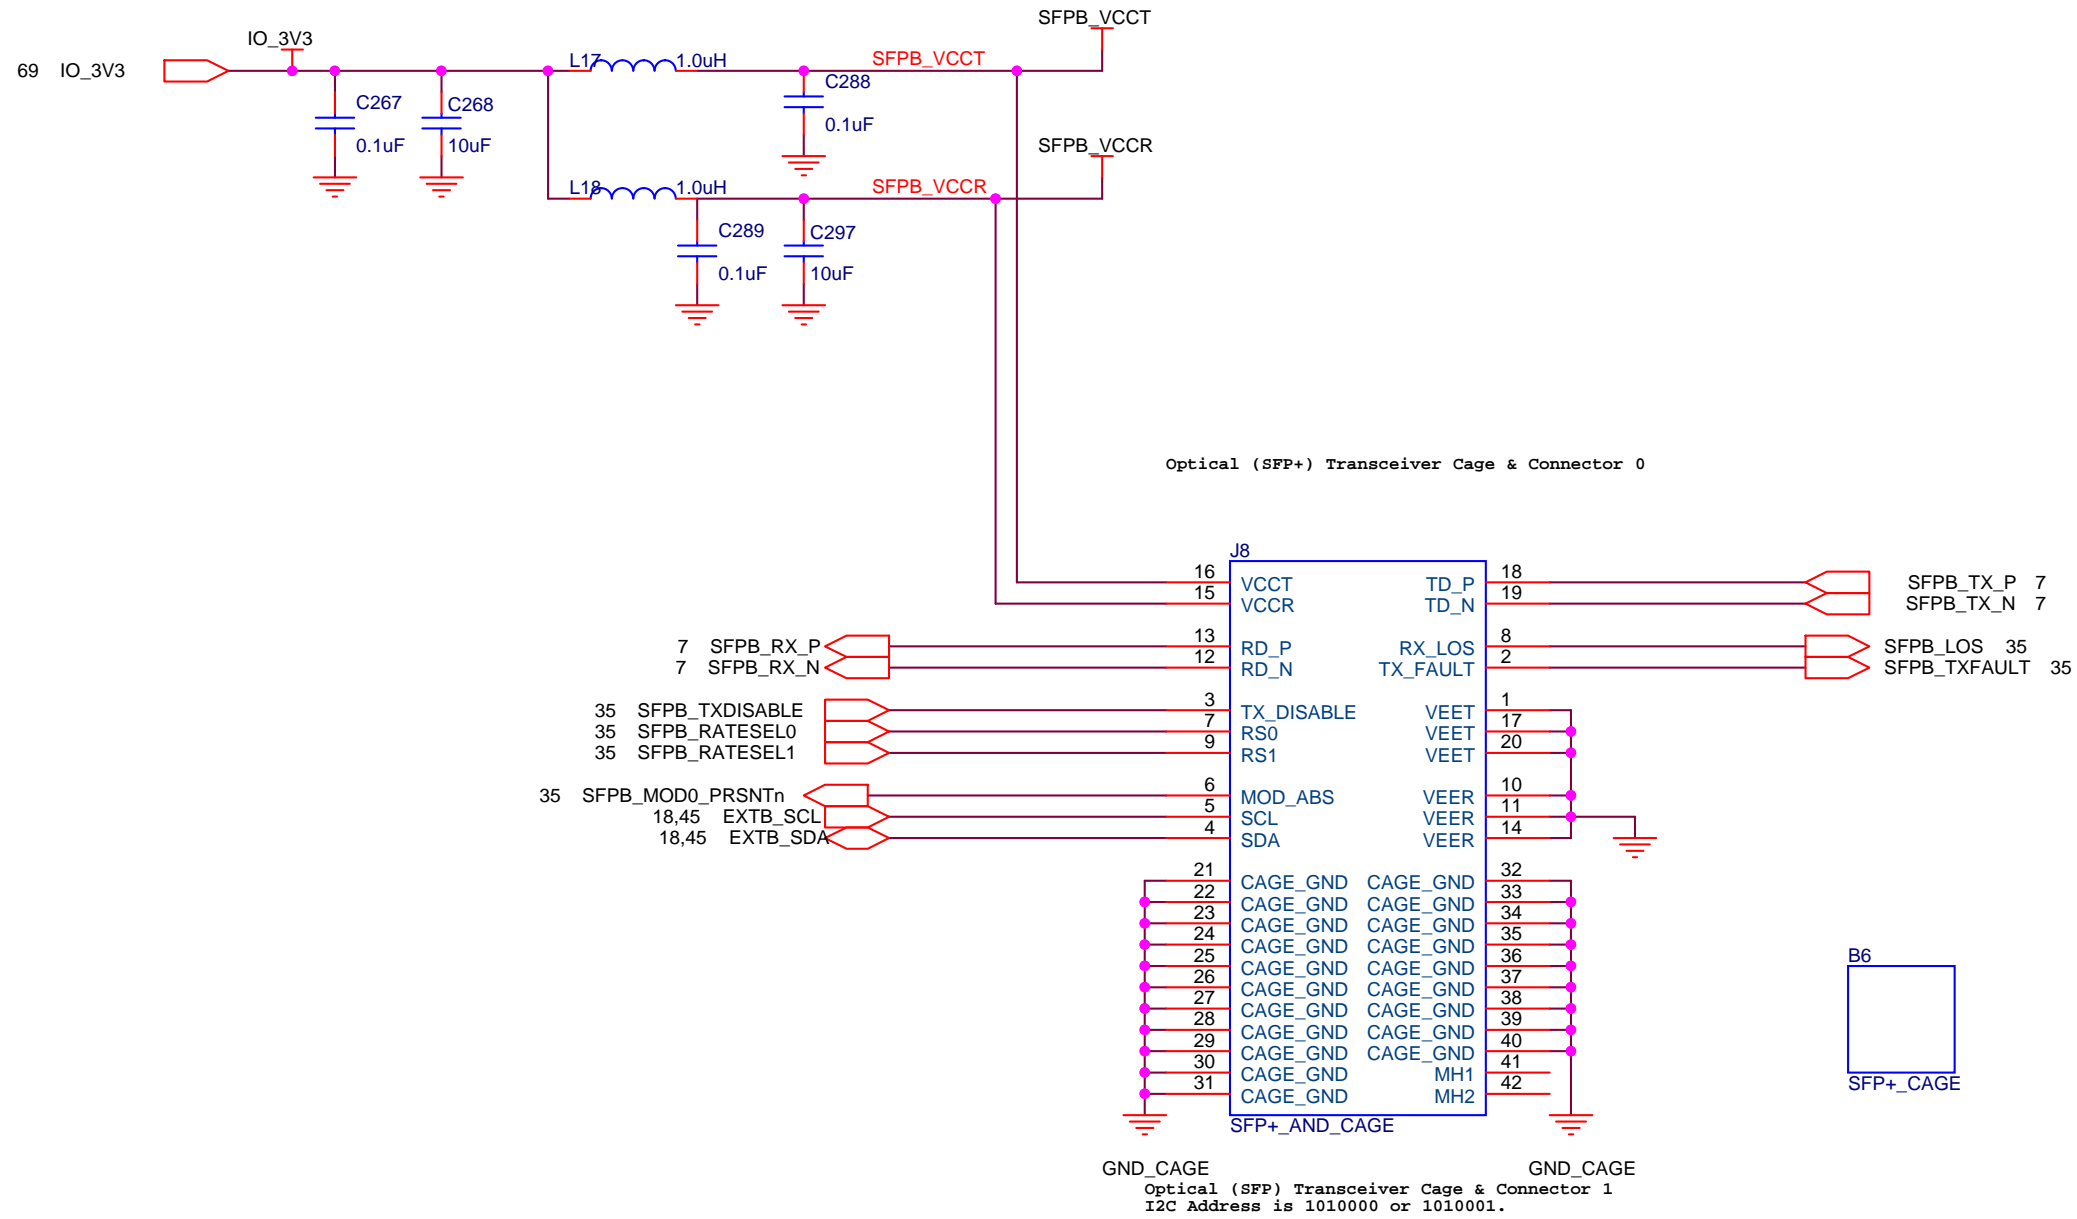 SFPB_VCCT
IO_3V3
69 IO_3V3
L17 1.0uH
SFPB_VCCT
C267
0.1uF
C268
10uF
C288
0.1uF
SFPB_VCCR
L18 1.0uH
SFPB_VCCR
C289
0.1uF
C297
10uF
Optical (SFP+) Transceiver Cage & Connector 0
J8
16 VCCT TD_P 18 SFPB_TX_P 7
15 VCCR TD_N 19 SFPB_TX_N 7
7 SFPB_RX_P 13 RD_P RX_LOS 8 SFPB_LOS 35
7 SFPB_RX_N 12 RD_N TX_FAULT 2 SFPB_TXFAULT 35
35 SFPB_TXDISABLE 3 TX_DISABLE VEET 1
35 SFPB_RATESEL0 7 RS0 VEET 17
35 SFPB_RATESEL1 9 RS1 VEET 20
35 SFPB_MOD0_PRSNTn 6 MOD_ABS VEER 10
18,45 EXTB_SCL 5 SCL VEER 11
18,45 EXTB_SDA 4 SDA VEER 14
21 CAGE_GND CAGE_GND 32
22 CAGE_GND CAGE_GND 33
23 CAGE_GND CAGE_GND 34
24 CAGE_GND CAGE_GND 35
25 CAGE_GND CAGE_GND 36
26 CAGE_GND CAGE_GND 37
27 CAGE_GND CAGE_GND 38
28 CAGE_GND CAGE_GND 39
29 CAGE_GND CAGE_GND 40
30 CAGE_GND MH1 41
31 CAGE_GND MH2 42
SFP+_AND_CAGE
B6
SFP+_CAGE
GND_CAGE GND_CAGE
Optical (SFP) Transceiver Cage & Connector 1
I2C Address is 1010000 or 1010001.